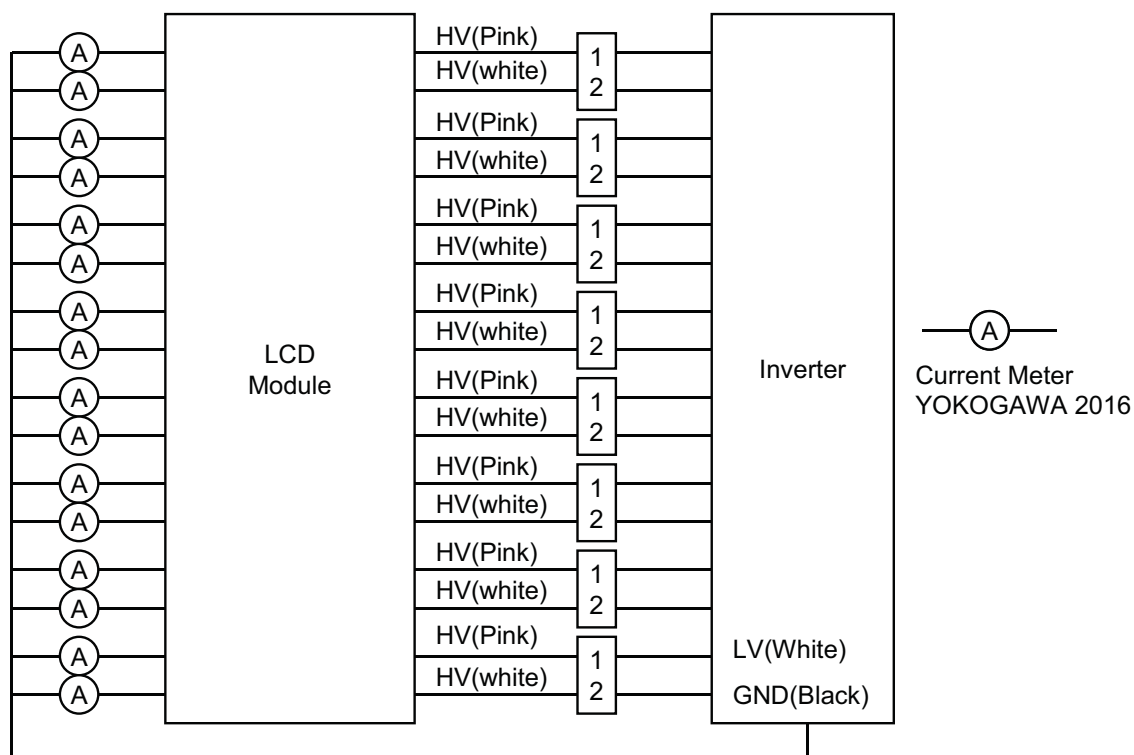 A
HV(Pink)
1
A
HV(white)
2
A
HV(Pink)
1
A
HV(white)
2
A
HV(Pink)
1
A
HV(white)
2
A
HV(Pink)
1
A
HV(white)
2
A
HV(Pink)
1
A
HV(white)
2
A
HV(Pink)
1
A
HV(white)
2
A
HV(Pink)
1
A
HV(white)
2
A
HV(Pink)
1
A
HV(white)
2
LCD
Module
Inverter
LV(White)
GND(Black)
A
Current Meter
YOKOGAWA 2016